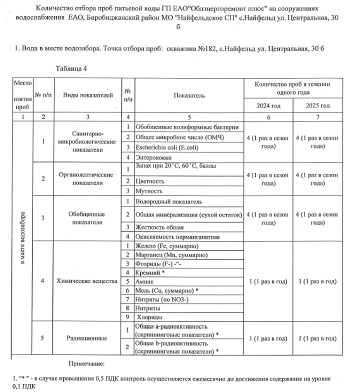 Количество отбора проб питьевой воды ГП ЕАО"Облэнергоремонт плюс" на сооружениях
водоснабжения ЕАО, Биробиджанский район МО "Найфельдское СП" с.Найфельд ул. Центральная, 30
б
1. Вода в месте водозабора. Точка отбора проб: скважина №182, с.Найфельд ул. Центральная, 30 б
Таблица 4
Место взятия проб
№ п/п
Виды показателей
№ п/п
Показатель
Количество проб в течении одного года
2024 год
2025 год
1 2 3 4 5 6 7
в месте водозабора
1
Санитарно-
микробиологические
показатели
1 Обобщенные колиформные бактерии
2 Общее микробное число (ОМЧ)
3 Escherichia coli (E.coli)
4 Энтерококки
4 (1 раз в сезон года)
4 (1 раз в сезон года)
2
Органолептические
показатели
1 Запах при 20°С, 60°С, баллы
2 Цветность
3 Мутность
4 (1 раз в сезон года)
4 (1 раз в сезон года)
3
Обобщенные
показатели
1 Водородный показатель
2 Общая минерализация (сухой остаток)
3 Жесткость общая
4 Окисляемость перманганатная
4 (1 раз в сезон года)
4 (1 раз в сезон года)
4
Химические вещества
1 Железо (Fe, суммарно)
2 Марганец (Mn, суммарно)
3 Фториды (F-) -"-
4 Кремний *
5 Аммиак
6 Медь (Cu, суммарно) *
7 Нитраты (по NO3-)
8 Нитриты
9 Хлориды
1 (1 раз в год)
1 (1 раз в год)
5
Радиационные
1 Общая a-радиоактивность
(скрининговые показатели) *
2 Общая b-радиоактивность
(скрининговые показатели) *
1 (1 раз в год)
1 (1 раз в год)
Примечание:
1. "*" - в случае превышения 0,5 ПДК контроль осуществляется ежемесячно до достижения содержания на уровне
0,1 ПДК